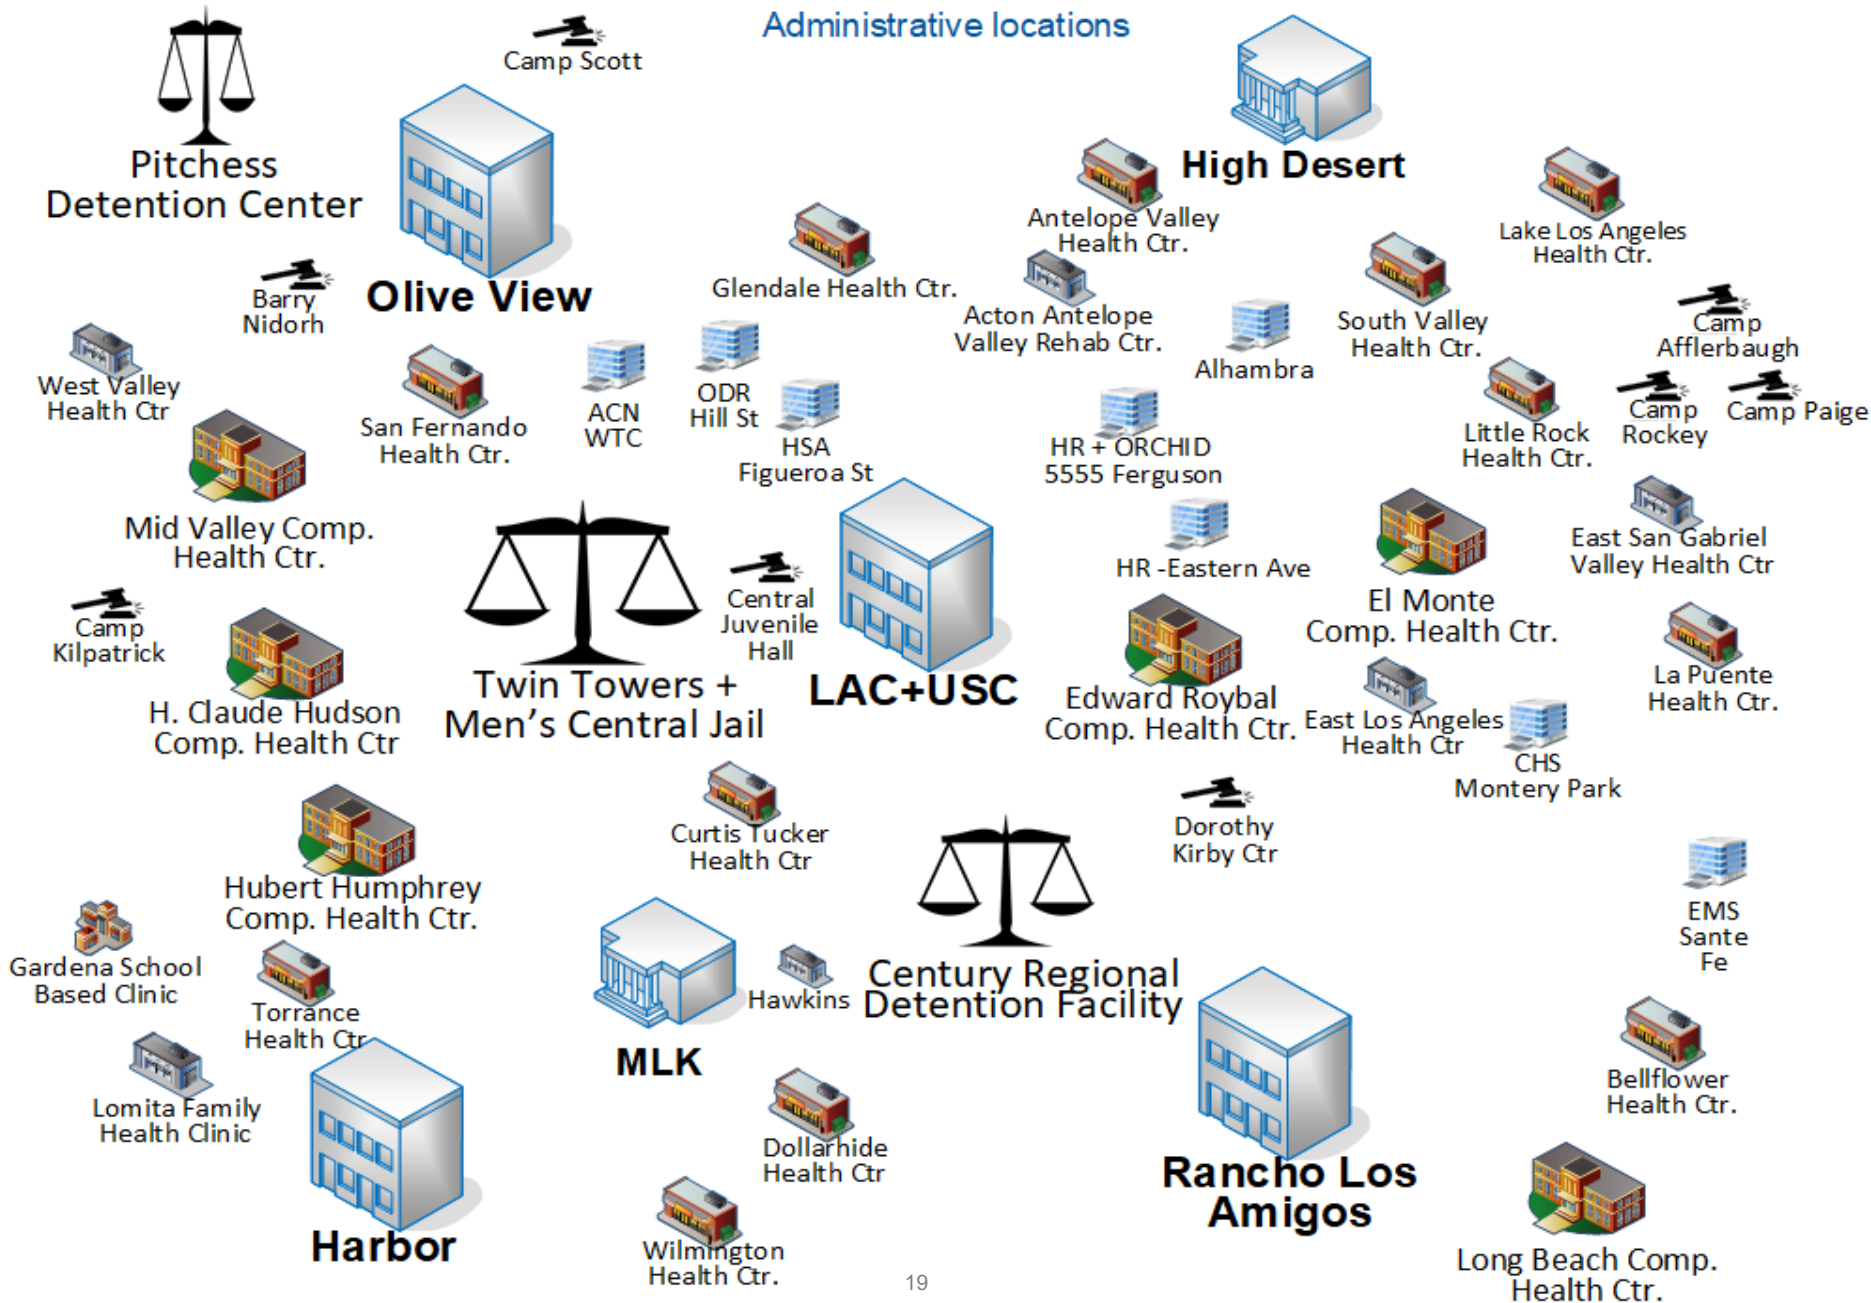 Administrative locations
Camp Scott
Pitchess
Detention Center
High Desert
Antelope Valley
Health Ctr.
Lake Los Angeles
Health Ctr.
Glendale Health Ctr.
Olive View
Barry
Nidorh
Acton Antelope
Valley Rehab Ctr.
South Valley
Health Ctr.
Camp
Afflerbaugh
Alhambra
West Valley
Health Ctr
San Fernando
Health Ctr.
ACN
WTC
ODR
Hill St
HSA
Figueroa St
HR + ORCHID
5555 Ferguson
Little Rock
Health Ctr.
Camp
Rockey
Camp Paige
Mid Valley Comp.
Health Ctr.
East San Gabriel
Valley Health Ctr
HR -Eastern Ave
Central
Juvenile
Hall
El Monte
Comp. Health Ctr.
Camp
Kilpatrick
Twin Towers +
Men's Central Jail
LAC+USC
Edward Roybal
Comp. Health Ctr.
La Puente
Health Ctr.
H. Claude Hudson
Comp. Health Ctr
East Los Angeles
Health Ctr
CHS
Montery Park
Curtis Tucker
Health Ctr
Dorothy
Kirby Ctr
Hubert Humphrey
Comp. Health Ctr.
EMS
Sante
Fe
Gardena School
Based Clinic
Torrance
Health Ctr
Hawkins
Century Regional
Detention Facility
MLK
Lomita Family
Health Clinic
Bellflower
Health Ctr.
Dollarhide
Health Ctr
Rancho Los
Amigos
Harbor
Wilmington
Health Ctr.
Long Beach Comp.
Health Ctr.
19